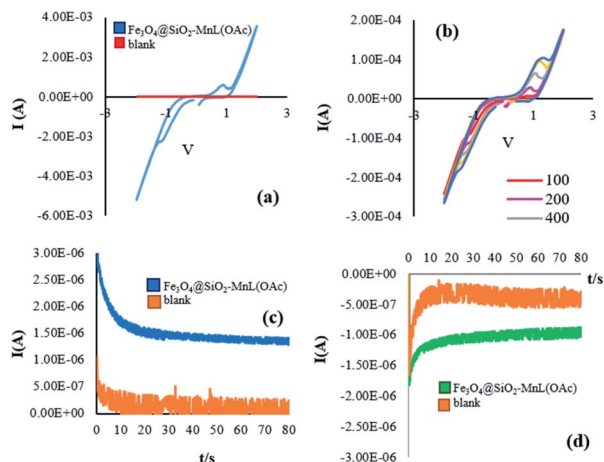 (a)
4.00E-03
Fe₃O₄@SiO₂-MnL(OAc)
blank
2.00E-03
I (A)
0.00E+00
-3
-1
1
3
2.00E-03
V
4.00E-03
6.00E-03
(a)
(b)
2.00E-04
1.00E-04
I(A)
0.00E+00
-3
-1
1
3
-1.00E-04
V
-2.00E-04
-3.00E-04
100
200
400
3.00E-06
2.50E-06
2.00E-06
1.50E-06
1.00E-06
5.00E-07
0.00E+00
I(A)
Fe₃O₄@SiO₂-MnL(OAc)
blank
(c)
0 10 20 30 40 50 60 70 80
t/s
t/s
0 10 20 30 40 50 60 70 80
0.00E+00
-5.00E-07
-1.00E-06
-1.50E-06
-2.00E-06
-2.50E-06
-3.00E-06
I(A)
Fe₃O₄@SiO₂-MnL(OAc)
blank
(d)